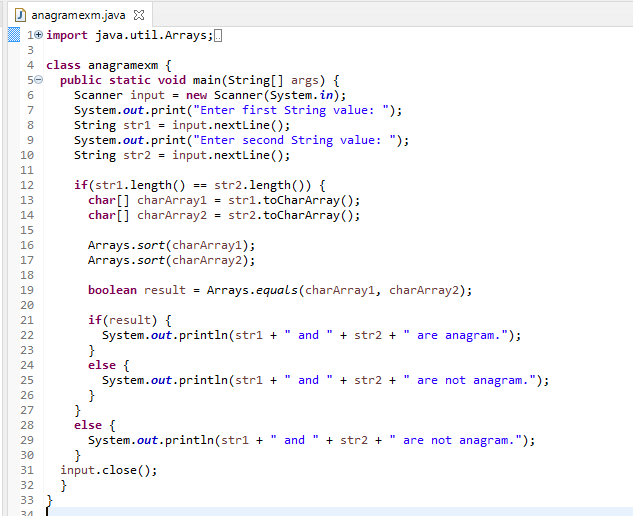 anagramexm.java
1 import java.util.Arrays;
3
4 class anagramexm {
5   public static void main(String[] args) {
6     Scanner input = new Scanner(System.in);
7     System.out.print("Enter first String value: ");
8     String str1 = input.nextLine();
9     System.out.print("Enter second String value: ");
10     String str2 = input.nextLine();
11
12     if(str1.length() == str2.length()) {
13       char[] charArray1 = str1.toCharArray();
14       char[] charArray2 = str2.toCharArray();
15
16       Arrays.sort(charArray1);
17       Arrays.sort(charArray2);
18
19       boolean result = Arrays.equals(charArray1, charArray2);
20
21       if(result) {
22         System.out.println(str1 + " and " + str2 + " are anagram.");
23       }
24       else {
25         System.out.println(str1 + " and " + str2 + " are not anagram.");
26       }
27     }
28     else {
29       System.out.println(str1 + " and " + str2 + " are not anagram.");
30     }
31   input.close();
32   }
33 }
34